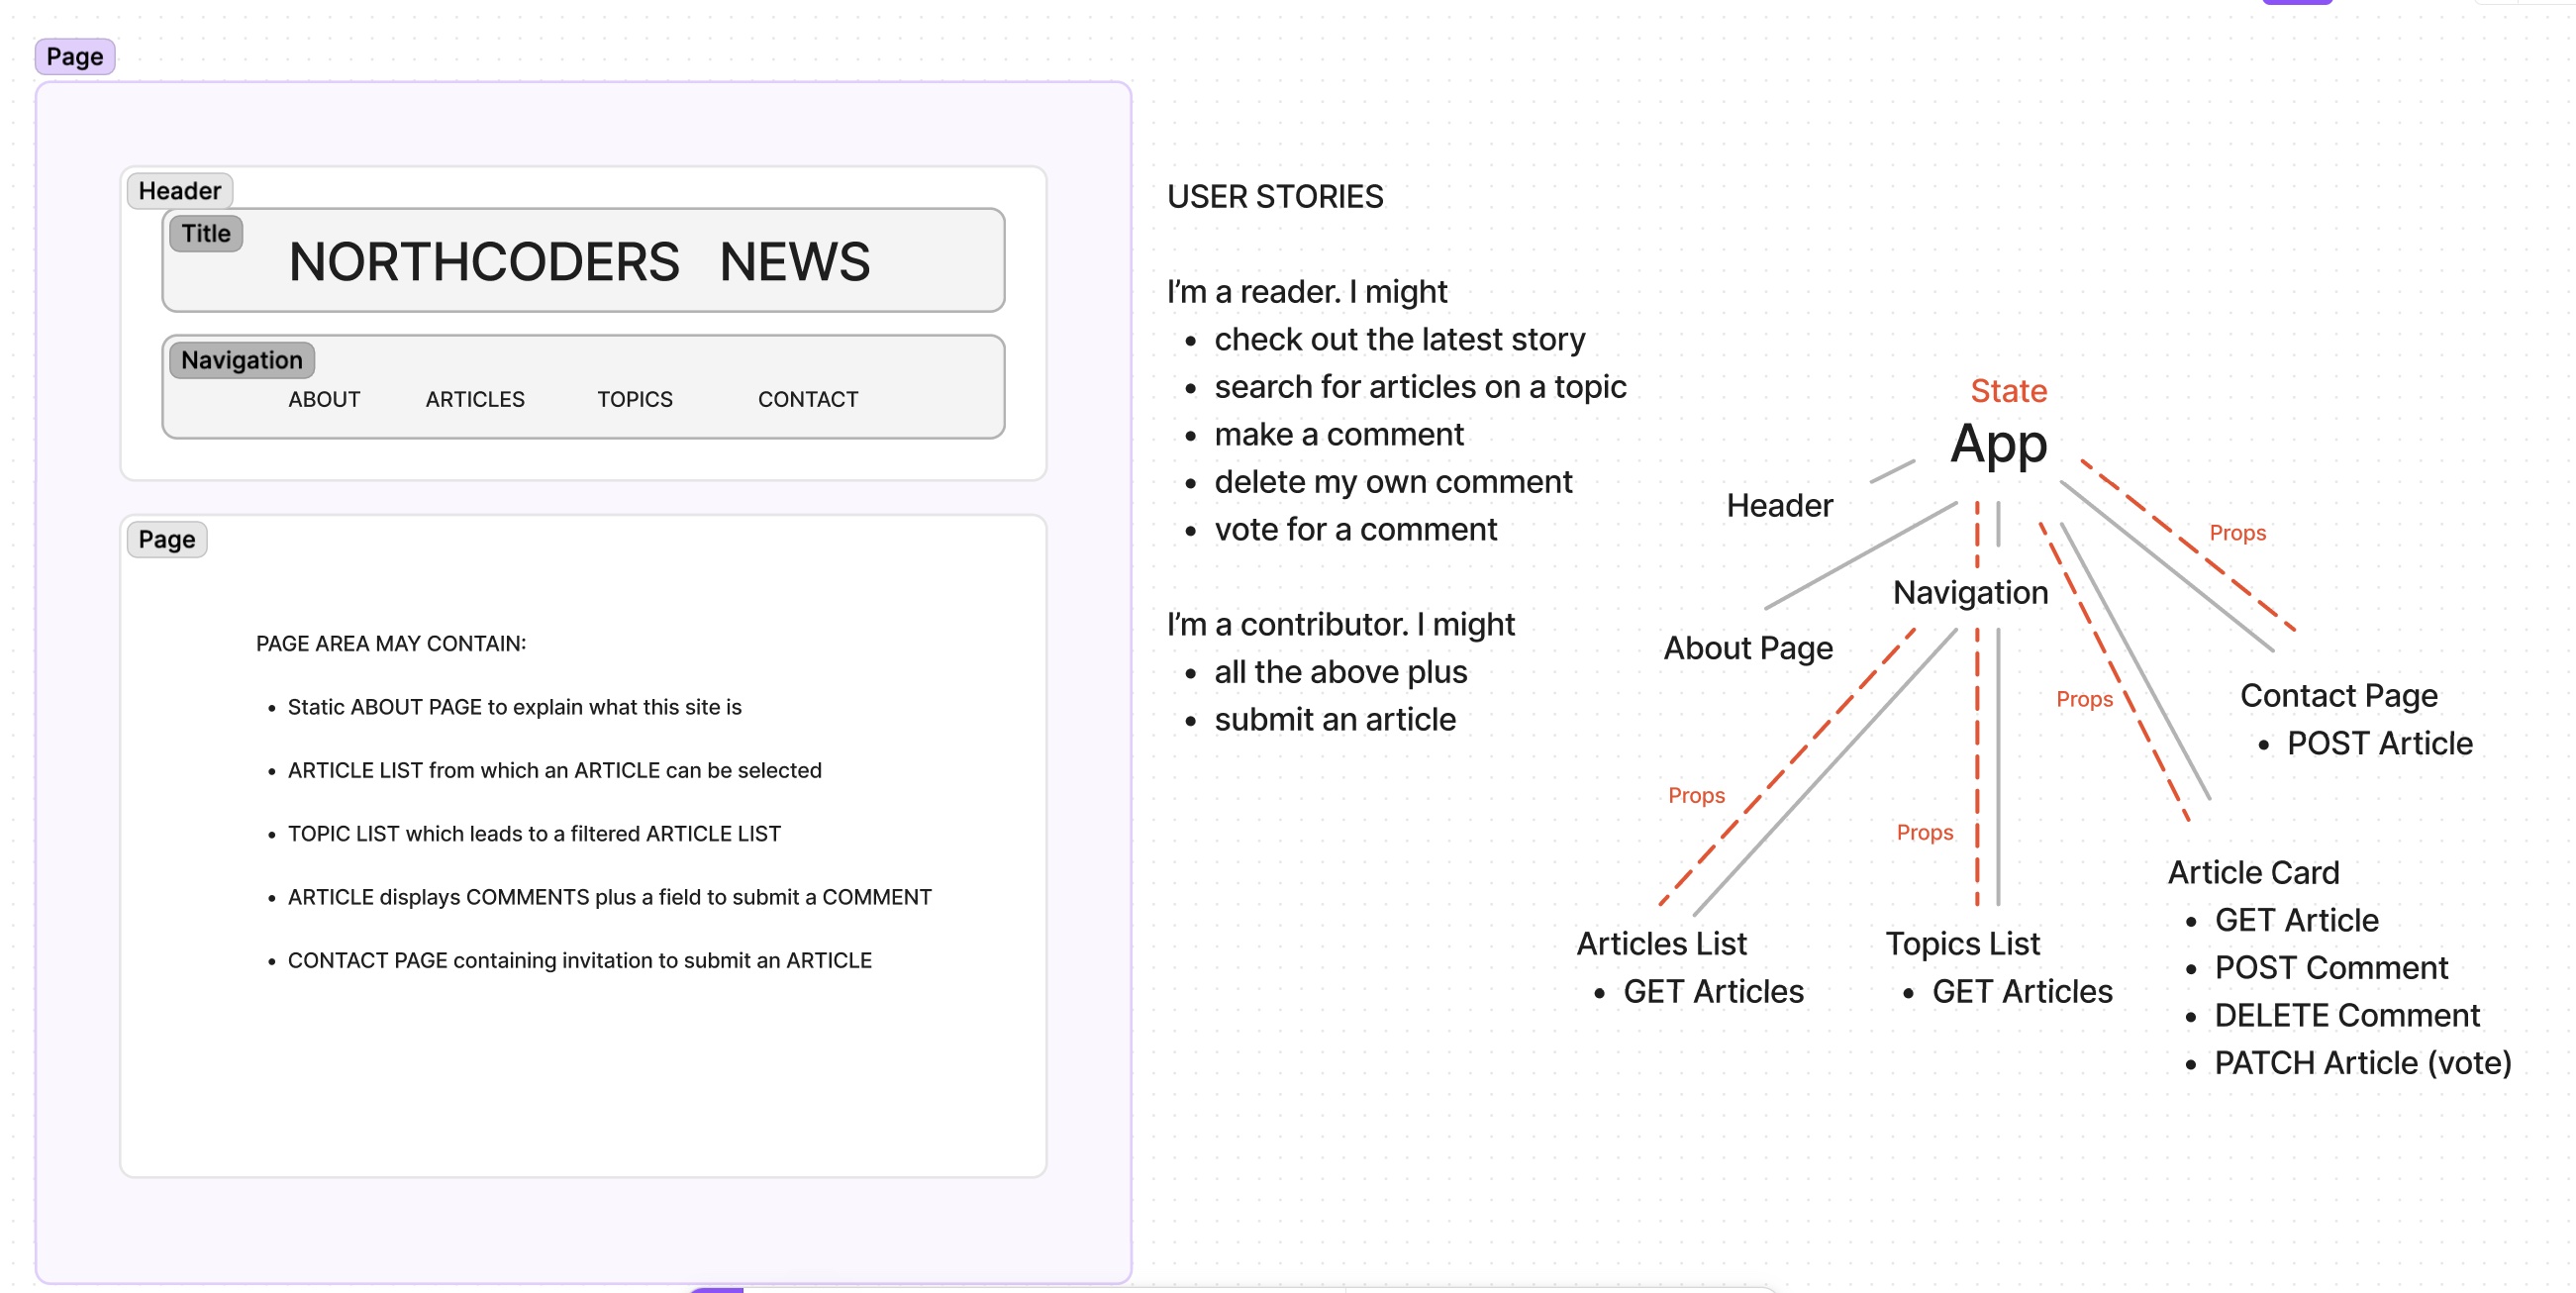 Page
Header
Title
NORTHCODERS NEWS
Navigation
ABOUT ARTICLES TOPICS CONTACT
Page
PAGE AREA MAY CONTAIN:
• Static ABOUT PAGE to explain what this site is
• ARTICLE LIST from which an ARTICLE can be selected
• TOPIC LIST which leads to a filtered ARTICLE LIST
• ARTICLE displays COMMENTS plus a field to submit a COMMENT
• CONTACT PAGE containing invitation to submit an ARTICLE
USER STORIES
I’m a reader. I might
• check out the latest story
• search for articles on a topic
• make a comment
• delete my own comment
• vote for a comment
I’m a contributor. I might
• all the above plus
• submit an article
State
App
Header
Props
Navigation
About Page
Props
Contact Page
• POST Article
Props
Props
Articles List
• GET Articles
Topics List
• GET Articles
Article Card
• GET Article
• POST Comment
• DELETE Comment
• PATCH Article (vote)